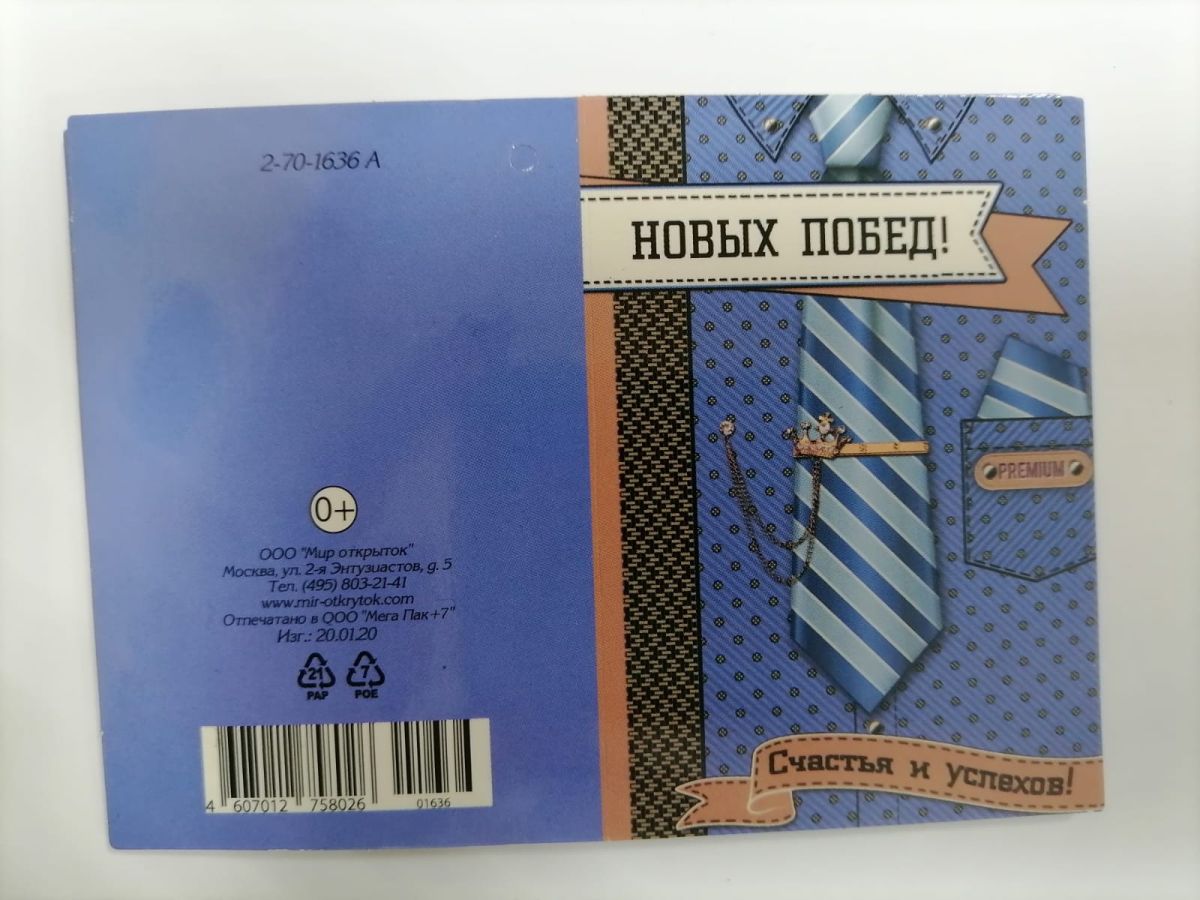 2-70-1636 А
0+
ООО "Мир открыток"
Москва, ул. 2-я Энтузиастов, д. 5
Тел. (495) 803-21-41
www.mir-otkrytok.com
Отпечатано в ООО "Мега Пак+7"
Изг.: 20.01.20
21
PAP
7
POE
4 607012 758026
01636
НОВЫХ ПОБЕД!
PREMIUM
Счастья и успехов!